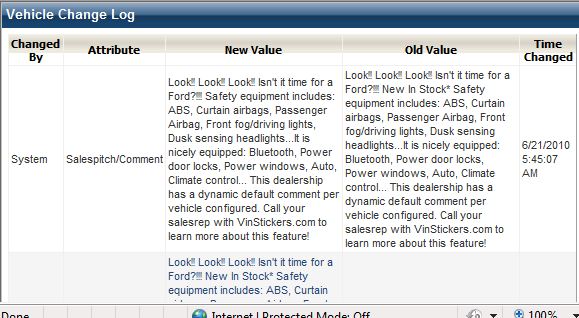 Vehicle Change Log
Changed
By
Attribute
New Value
Old Value
Time
Changed
System
Salespitch/Comment
Look!! Look!! Look!! Isn't it time for a
Ford?!!! Safety equipment includes:
ABS, Curtain airbags, Passenger
Airbag, Front fog/driving lights,
Dusk sensing headlights...It is
nicely equipped: Bluetooth, Power
door locks, Power windows, Auto,
Climate control... This dealership
has a dynamic default comment per
vehicle configured. Call your
salesrep with VinStickers.com to
learn more about this feature!
Look!! Look!! Look!! Isn't it time for a
Ford?!!! New In Stock* Safety
equipment includes: ABS, Curtain
airbags, Passenger Airbag, Front
fog/driving lights, Dusk sensing
headlights...It is nicely equipped:
Bluetooth, Power door locks,
Power windows, Auto, Climate
control... This dealership has a
dynamic default comment per
vehicle configured. Call your
salesrep with VinStickers.com to
learn more about this feature!
6/21/2010
5:45:07
AM
Look!! Look!! Look!! Isn't it time for a
Ford?!!! New In Stock* Safety
equipment includes: ABS, Curtain
Done
Internet | Protected Mode: Off
100%